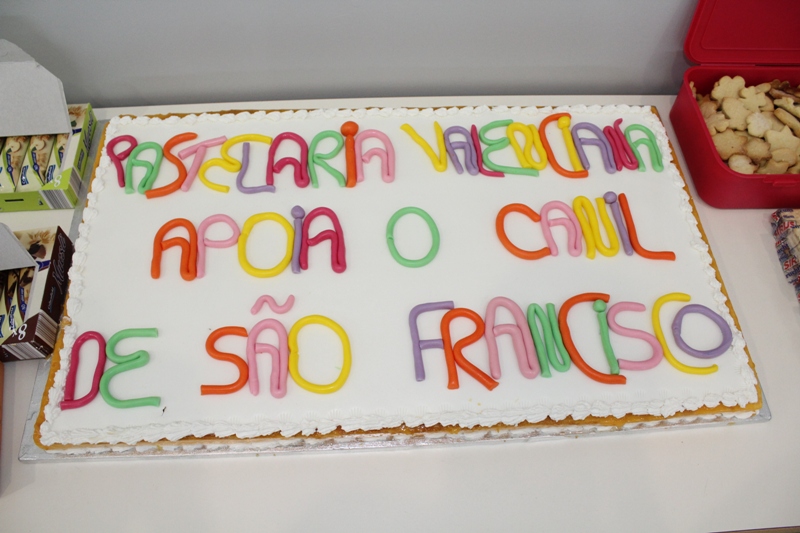 PASTELARiA VALENCiANA
APOiA O CANiL
DE SÃO FRANCiSCO